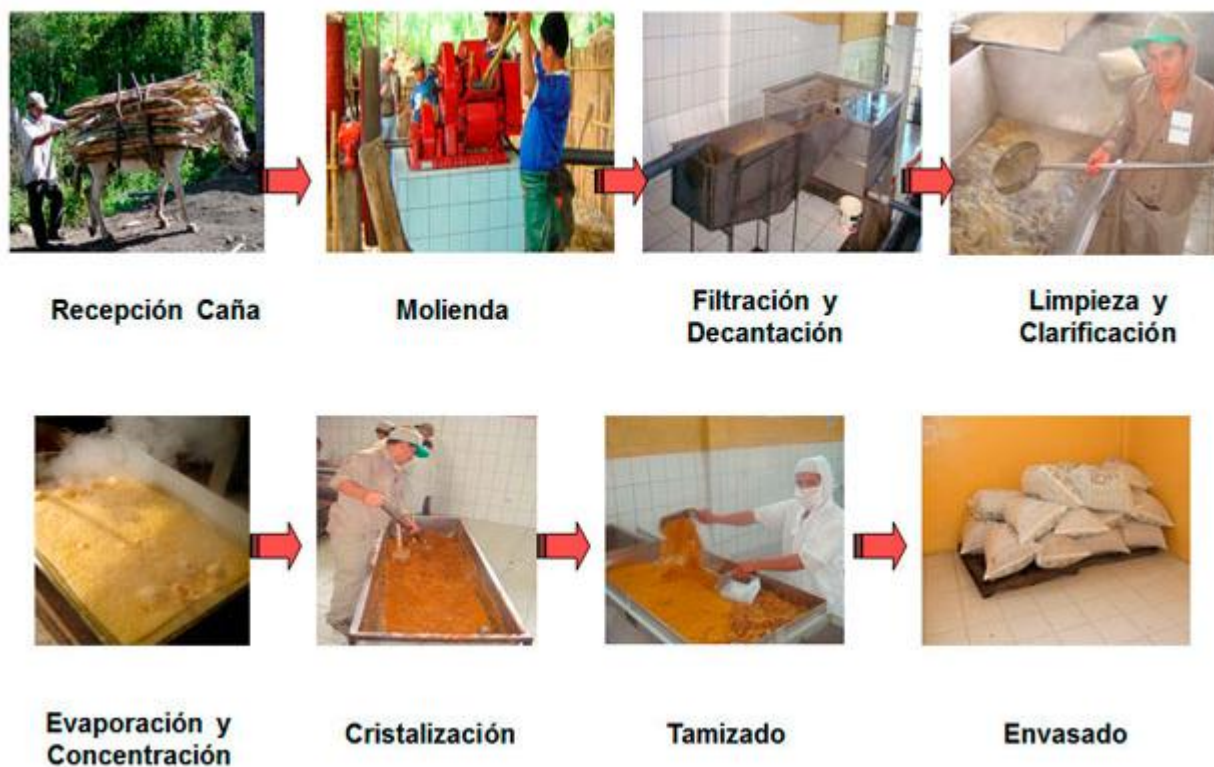 Recepción Caña
Molienda
Filtración y
Decantación
Limpieza y
Clarificación
Evaporación y
Concentración
Cristalización
Tamizado
Envasado